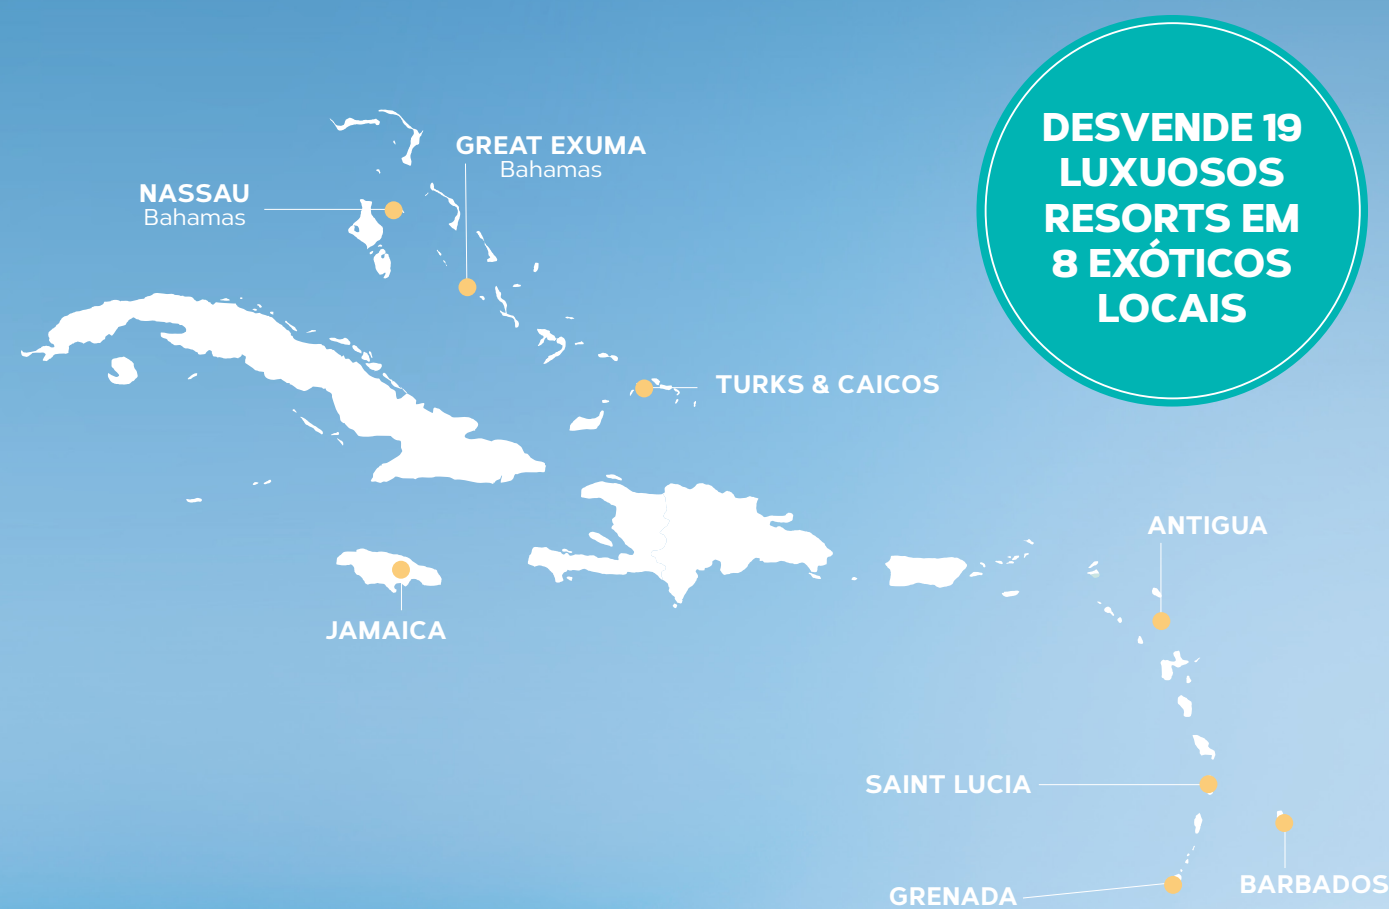 DESVENDE 19
LUXUOSOS
RESORTS EM
8 EXÓTICOS
LOCAIS
GREAT EXUMA
Bahamas
NASSAU
Bahamas
TURKS & CAICOS
ANTIGUA
JAMAICA
SAINT LUCIA
BARBADOS
GRENADA